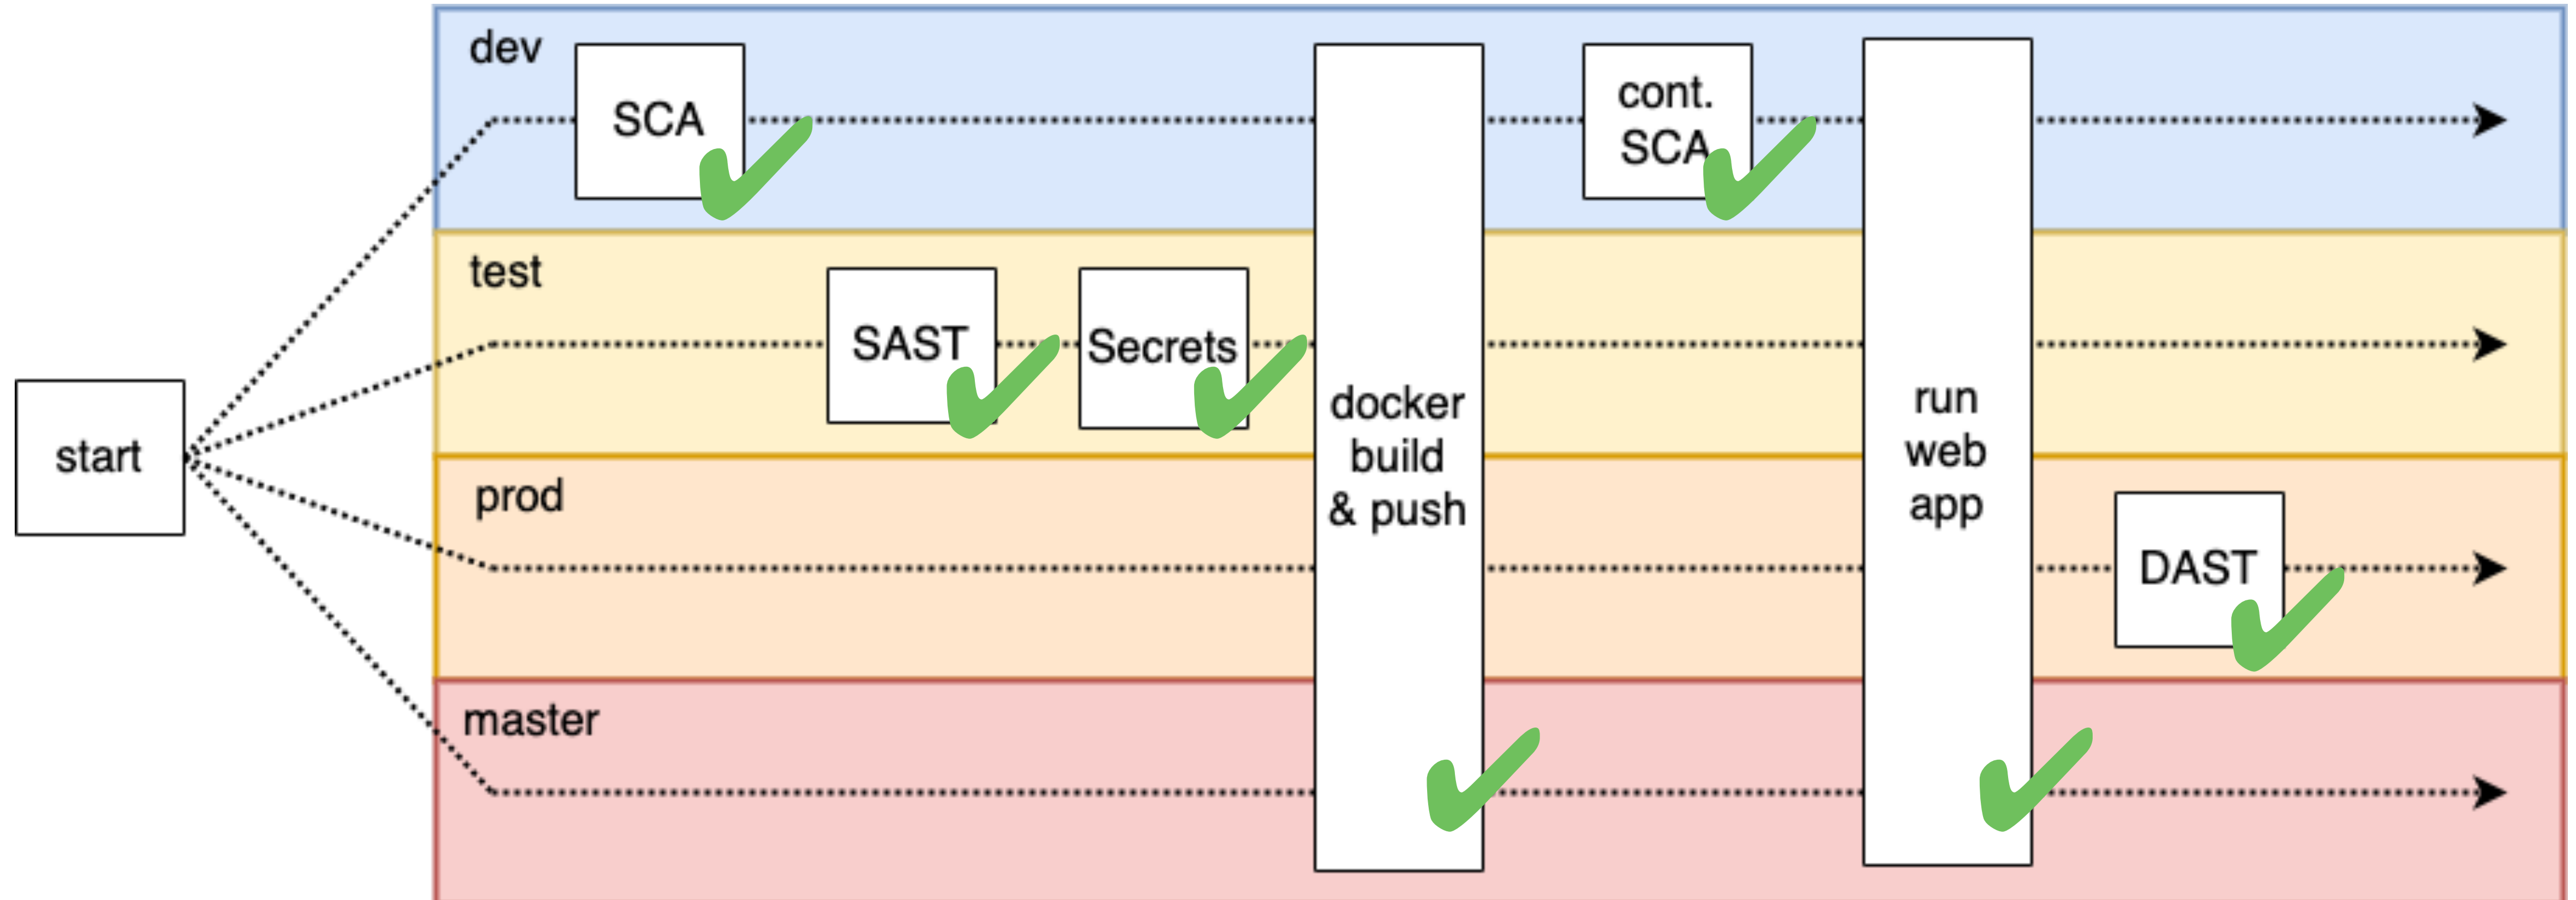 dev
SCA
cont.
SCA
test
SAST
Secrets
start
docker
build
& push
run
web
app
prod
DAST
master